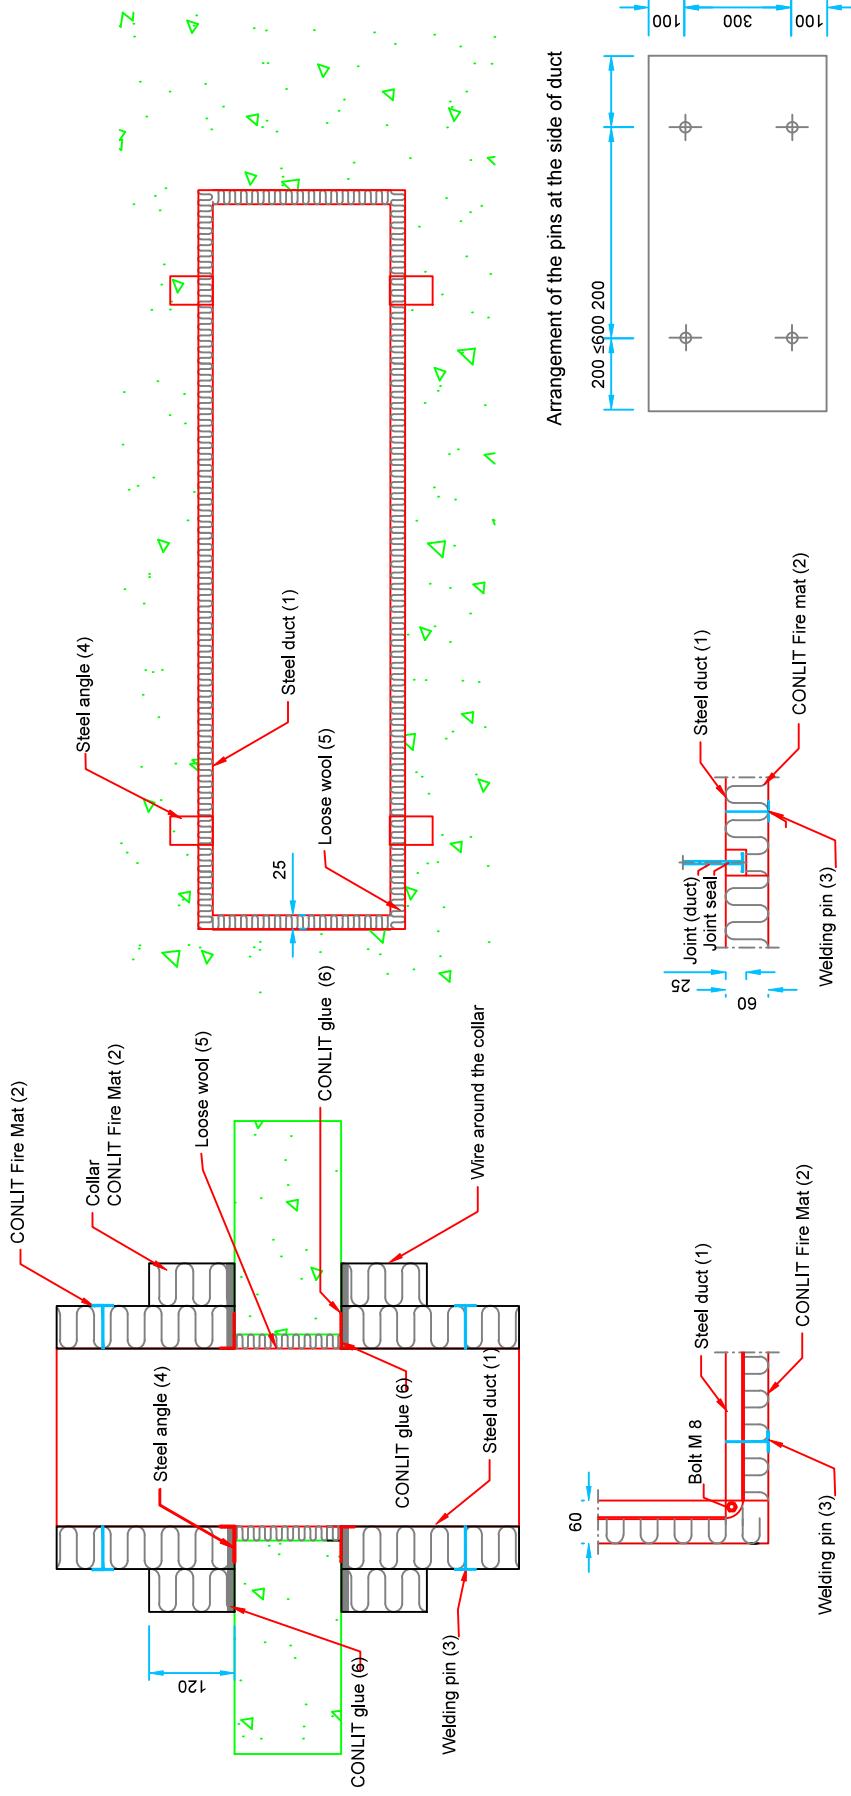 CONLIT Fire Mat (2)
Collar
CONLIT Fire Mat (2)
Loose wool (5)
CONLIT glue (6)
Wire around the collar
Steel angle (4)
CONLIT glue (6)
Steel duct (1)
120
CONLIT glue (6)
Welding pin (3)
Steel angle (4)
Steel duct (1)
Loose wool (5)
25
60
Bolt M 8
Steel duct (1)
CONLIT Fire Mat (2)
Welding pin (3)
Steel duct (1)
CONLIT Fire mat (2)
Joint (duct)
Joint seal
Welding pin (3)
25
60
Arrangement of the pins at the side of duct
200 ≤600 200
100
300
100